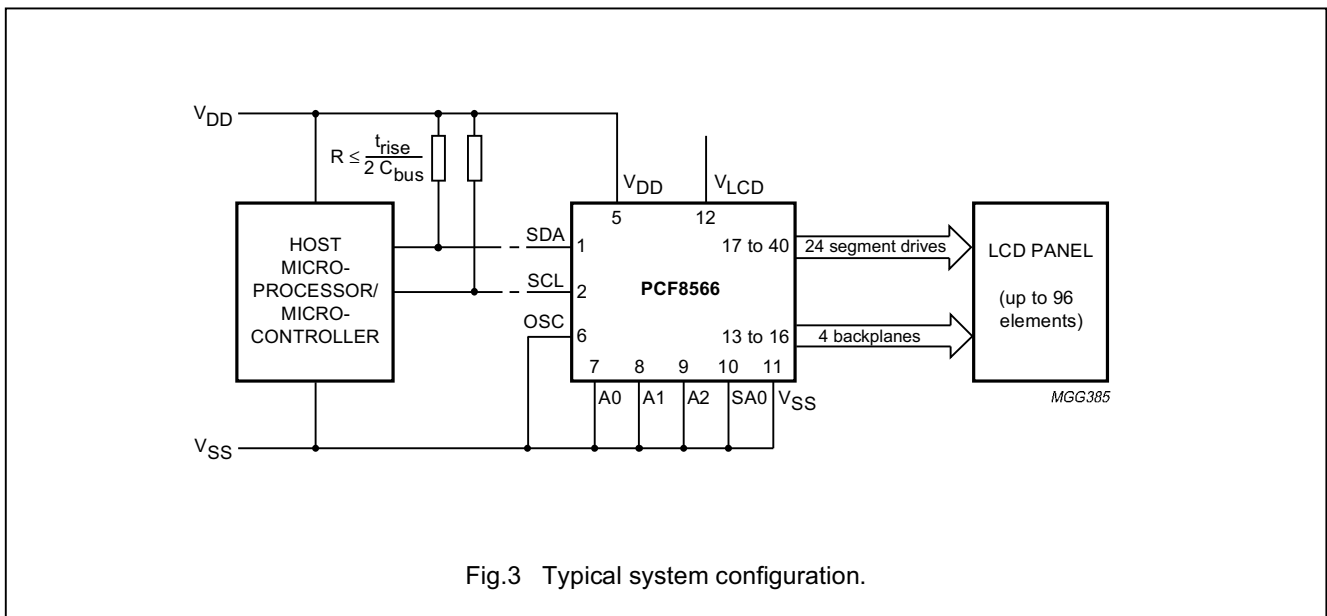 VDD
R ≤ trise
2 Cbus
VDD
VLCD
5
12
HOST
MICRO-
PROCESSOR/
MICRO-
CONTROLLER
SDA
1
17 to 40
24 segment drives
LCD PANEL
(up to 96
elements)
SCL
2
PCF8566
OSC
6
13 to 16
4 backplanes
7
8
9
10
11
A0
A1
A2
SA0
VSS
MGG385
VSS
Fig.3 Typical system configuration.